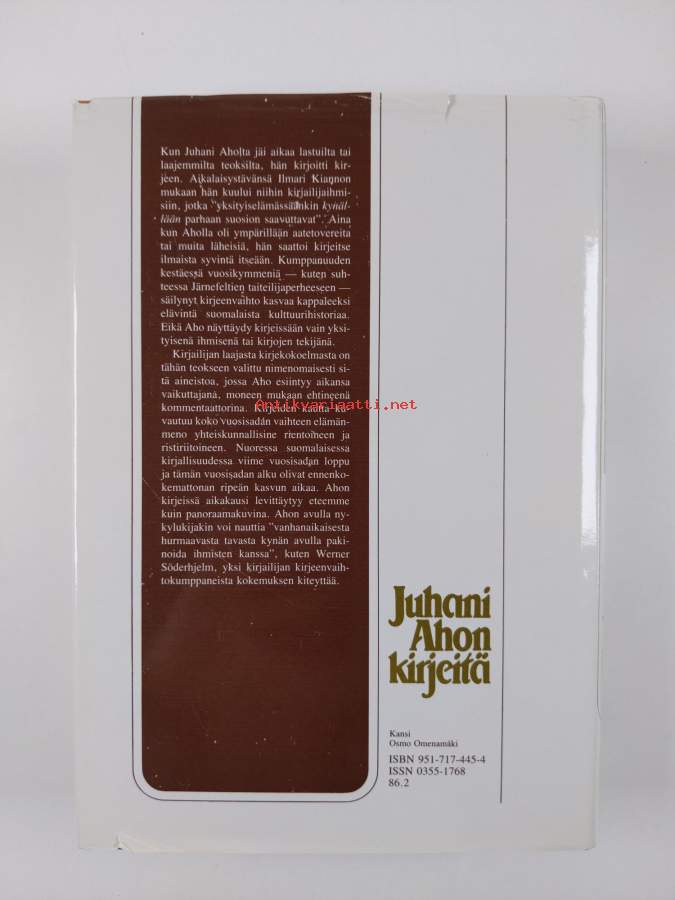 Kun Juhani Aholta jäi aikaa lastuilta tai
laajemmilta teoksilta, hän kirjoitti kir-
jeen. Aikalaisystävänsä Ilmari Kiannon
mukaan hän kuului niihin kirjailijaihmi-
siin, jotka "yksityiselämässäänkin kynäl-
lään parhaan suosion saavuttavat". Aina
kun Aholla oli ympärillään aatetovereita
tai muita läheisiä, hän saattoi kirjeitse
ilmaista syvintä itseään. Kumppanuuden
kestäessä vuosikymmeniä — kuten suh-
teessa Järnefeltien taiteilijaperheeseen —
säilynyt kirjeenvaihto kasvaa kappaleeksi
elävintä suomalaista kulttuurihistoriaa.
Eikä Aho näyttäydy kirjeissään vain yksi-
tyisenä ihmisenä tai kirjojen tekijänä.
Kirjailijan laajasta kirjekokoelmasta on
tähän teokseen valittu nimenomaisesti si-
tä aineistoa, jossa Aho esiintyy aikansa
vaikuttajana, moneen mukaan ehtineenä
kommentaattorina. Kirjeiden kautta ku-
vautuu koko vuosisadan vaihteen elämän-
meno yhteiskunnallisine rientoineen ja
ristiriitoineen. Nuoressa suomalaisessa
kirjallisuudessa viime vuosisadan loppu
ja tämän vuosisadan alku olivat ennenko-
kemattonan ripeän kasvun aikaa. Ahon
kirjeissä aikakausi levittäytyy eteemme
kuin panoraamakuvina. Ahon avulla ny-
kylukijakin voi nauttia "vanhanaikaisesta
hurmaavasta tavasta kynän avulla paki-
noida ihmisten kanssa", kuten Werner
Söderhjelm, yksi kirjailijan kirjeenvaih-
tokumppaneista kokemuksen kiteyttää.
Antikvariaatti.net
Juhani
Ahon
kirjeitä
Kansi
Osmo Omenamäki
ISBN 951-717-445-4
ISSN 0355-1768
86.2